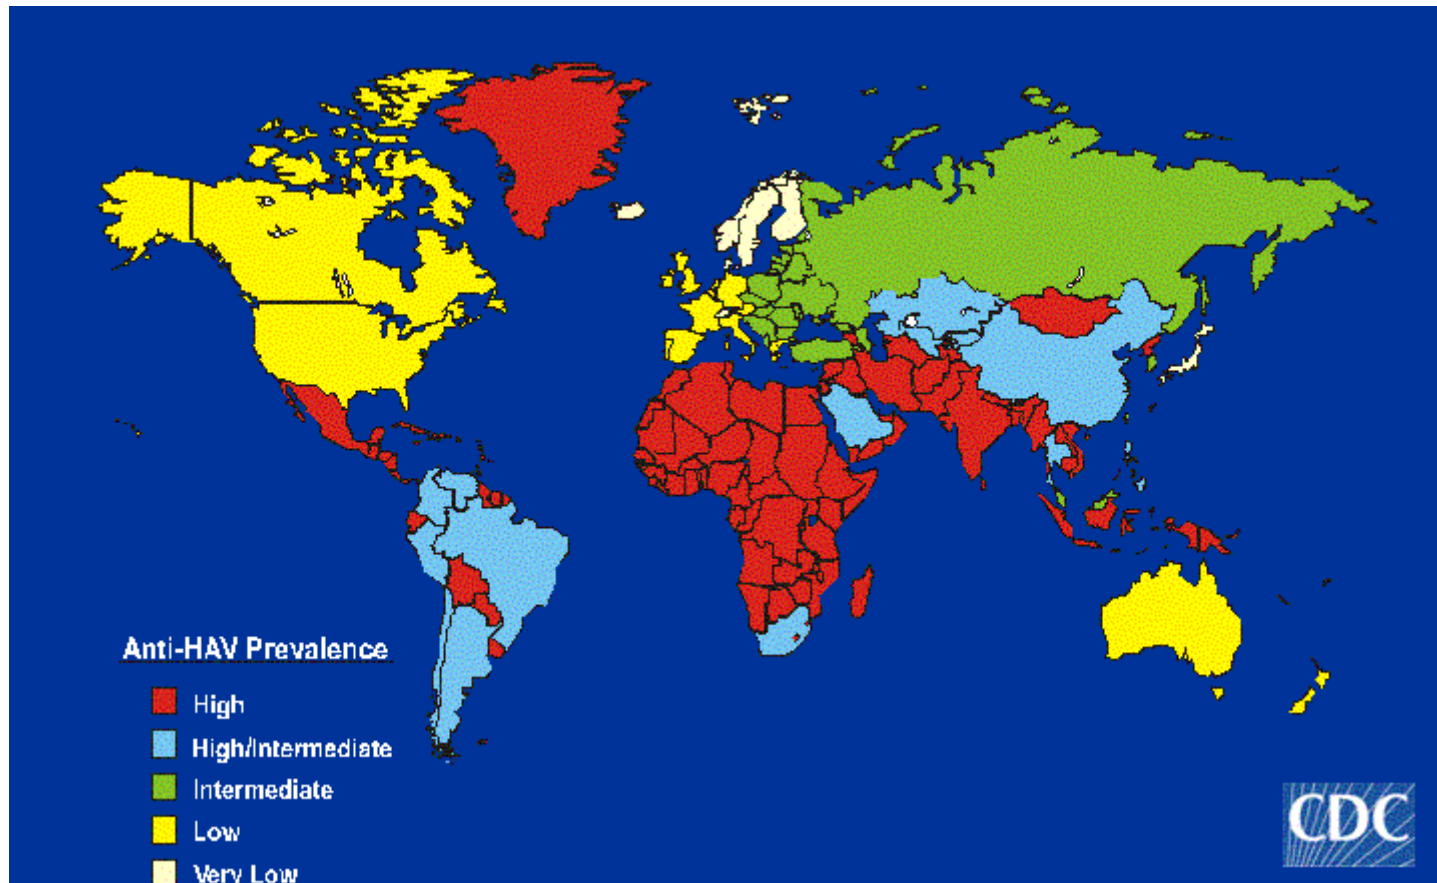 Anti-HAV Prevalence
High
High/Intermediate
Intermediate
Low
Very Low
CDC